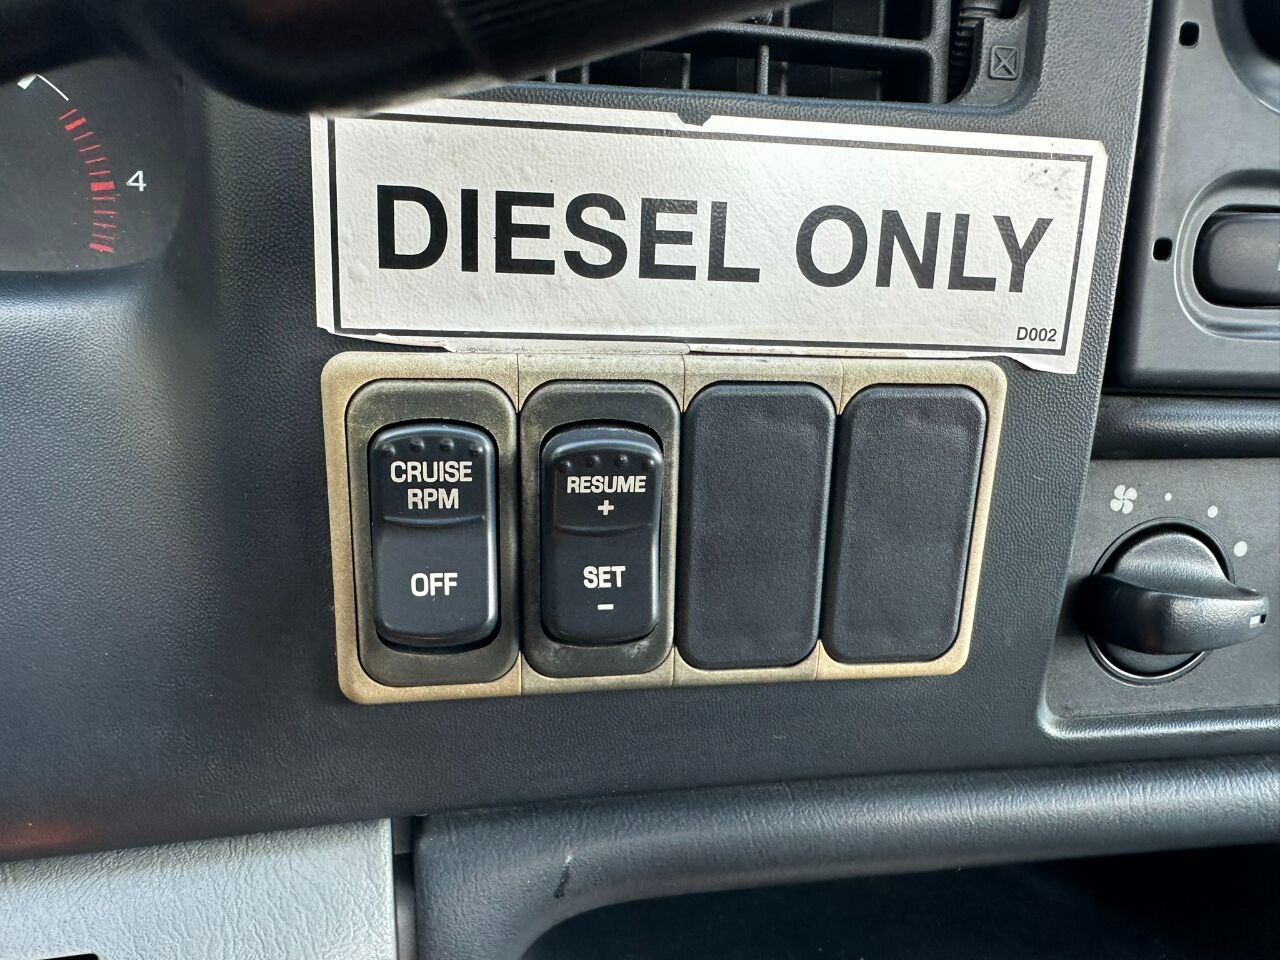 4
DIESEL ONLY
D002
CRUISE
RPM
OFF
RESUME
+
SET
-